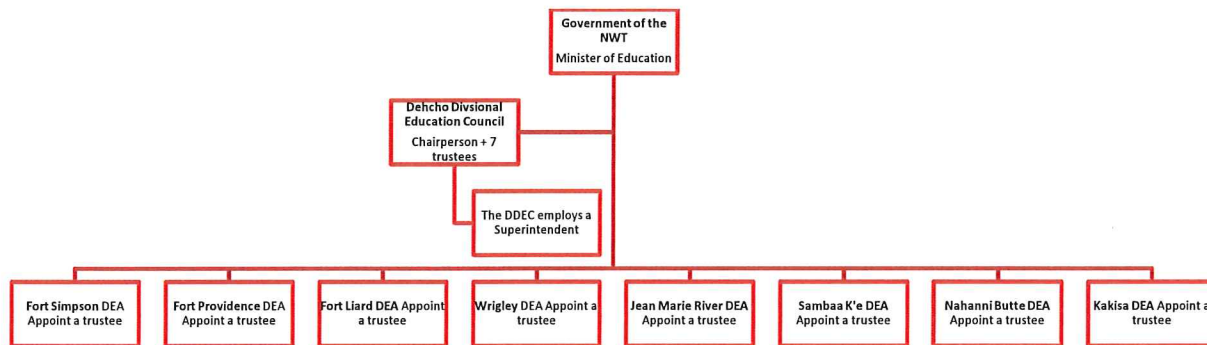 Government of the
NWT
Minister of Education
Dehcho Divsional
Education Council
Chairperson + 7
trustees
The DDEC employs a
Superintendent
Fort Simpson DEA
Appoint a trustee
Fort Providence DEA
Appoint a trustee
Fort Liard DEA Appoint
a trustee
Wrigley DEA Appoint a
trustee
Jean Marie River DEA
Appoint a trustee
Sambaa K'e DEA
Appoint a trustee
Nahanni Butte DEA
Appoint a trustee
Kakisa DEA Appoint a
trustee